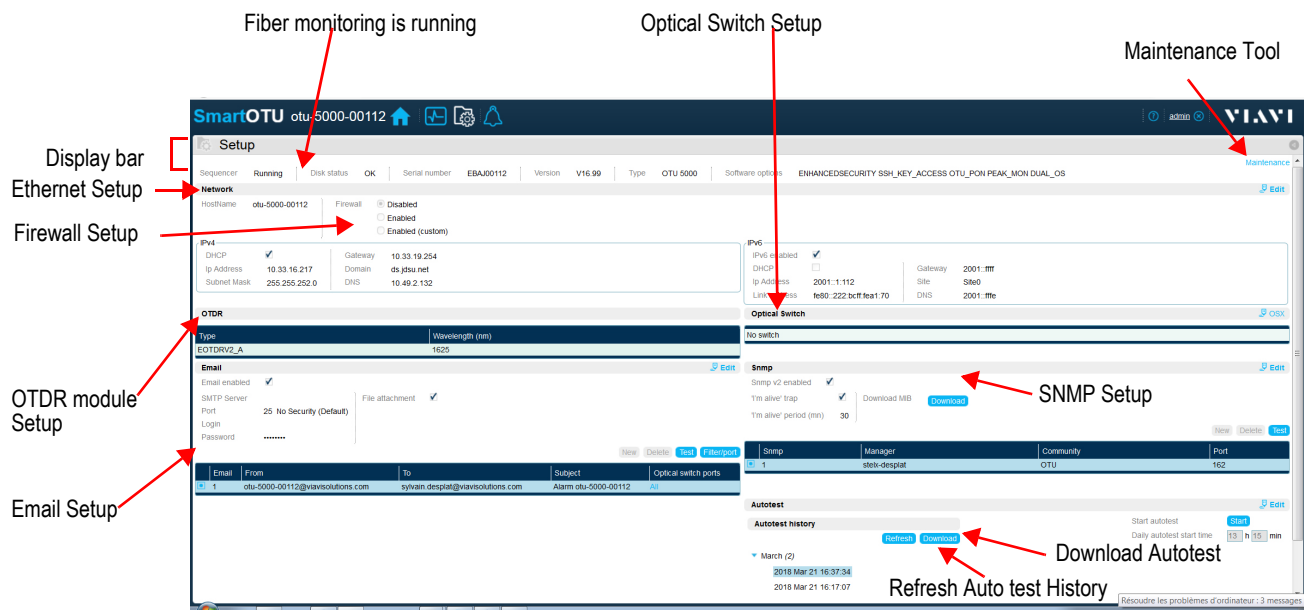 Fiber monitoring is running
Optical Switch Setup
Maintenance Tool
SmartOTU otu-5000-00112
admin
VIAVI
Display bar
Setup
Maintenance
Sequencer Running Disk status OK Serial number EBAJ00112 Version V16.99 Type OTU 5000 Software options ENHANCEDSECURITY SSH_KEY_ACCESS OTU_PON PEAK_MON DUAL_OS
Ethernet Setup
Network Edit
HostName otu-5000-00112 Firewall Disabled
Enabled
Enabled (custom)
Firewall Setup
IPv4
DHCP Gateway 10.33.19.254
Ip Address 10.33.16.217 Domain ds.jdsu.net
Subnet Mask 255.255.252.0 DNS 10.49.2.132
IPv6
IPv6 enabled
DHCP Gateway 2001::ffff
Ip Address 2001::1:112 Site Site0
Link Address fe80::222:bcff:fea1:70 DNS 2001::fffe
OTDR
Type Wavelength (nm)
EOTDRV2_A 1625
Optical Switch OSX
No switch
OTDR module
Setup
Email Edit
Email enabled
SMTP Server File attachment
Port 25 No Security (Default)
Login
Password ••••••••
New Delete Test Filter/port
Email From To Subject Optical switch ports
1 otu-5000-00112@viavisolutions.com sylvain.desplat@viavisolutions.com Alarm otu-5000-00112 All
Email Setup
Snmp Edit
Snmp v2 enabled
'I'm alive' trap Download MIB Download
'I'm alive' period (mn) 30
SNMP Setup
New Delete Test
Snmp Manager Community Port
1 stelx-desplat OTU 162
Autotest Edit
Autotest history
Start autotest Start
Refresh Download
Daily autotest start time 13 h 15 min
March (2)
2018 Mar 21 16:37:34
2018 Mar 21 16:17:07
Download Autotest
Refresh Auto test History
Résoudre les problèmes d'ordinateur : 3 messages